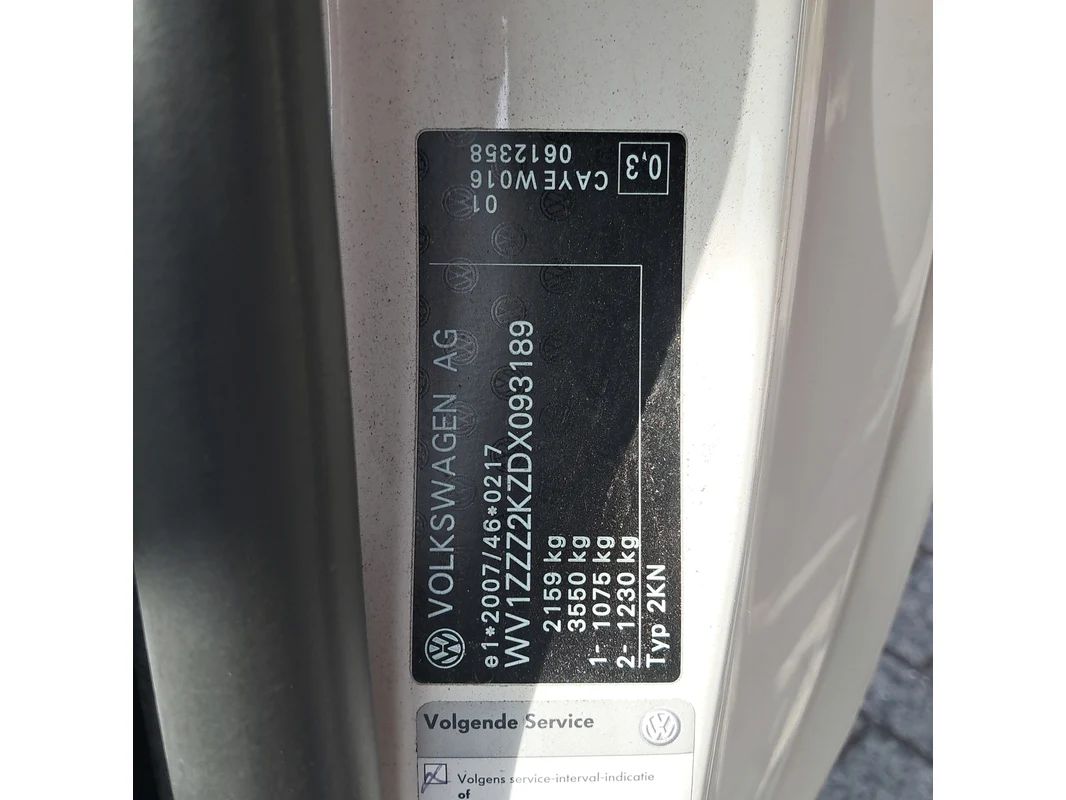 VOLKSWAGEN AG
e1*2007/46*0217
WV1ZZZ2KZDX093189
2159 kg
3550 kg
1- 1075 kg
2- 1230 kg
Typ 2KN
01
0612358
CAYE W016
0,3
Volgende Service
Volgens service-interval-indicatie
of